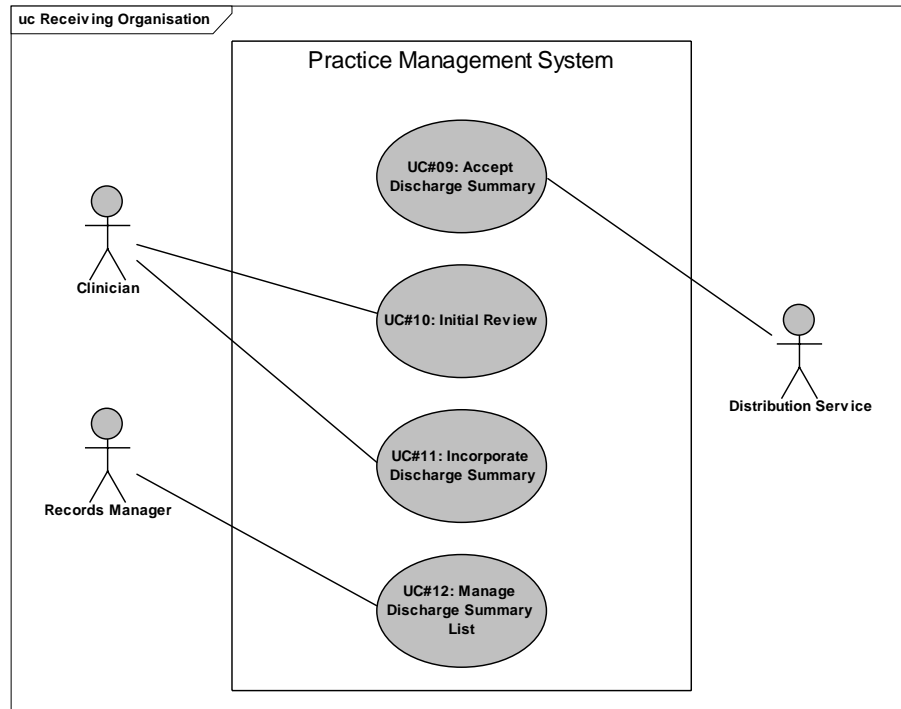 uc Receiving Organisation
Practice Management System
UC#09: Accept
Discharge Summary
Clinician
UC#10: Initial Review
Distribution Service
UC#11: Incorporate
Discharge Summary
Records Manager
UC#12: Manage
Discharge Summary
List